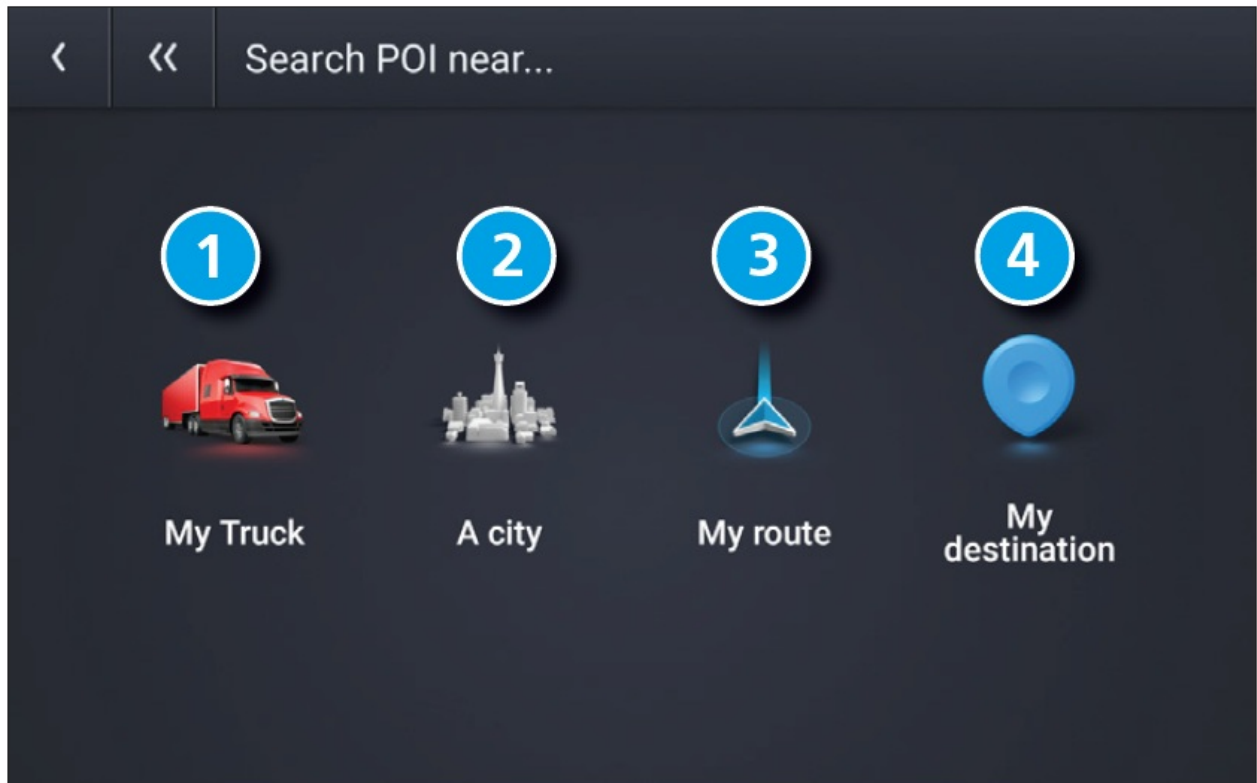 Search POI near...
1
2
3
4
My Truck
A city
My route
My
destination